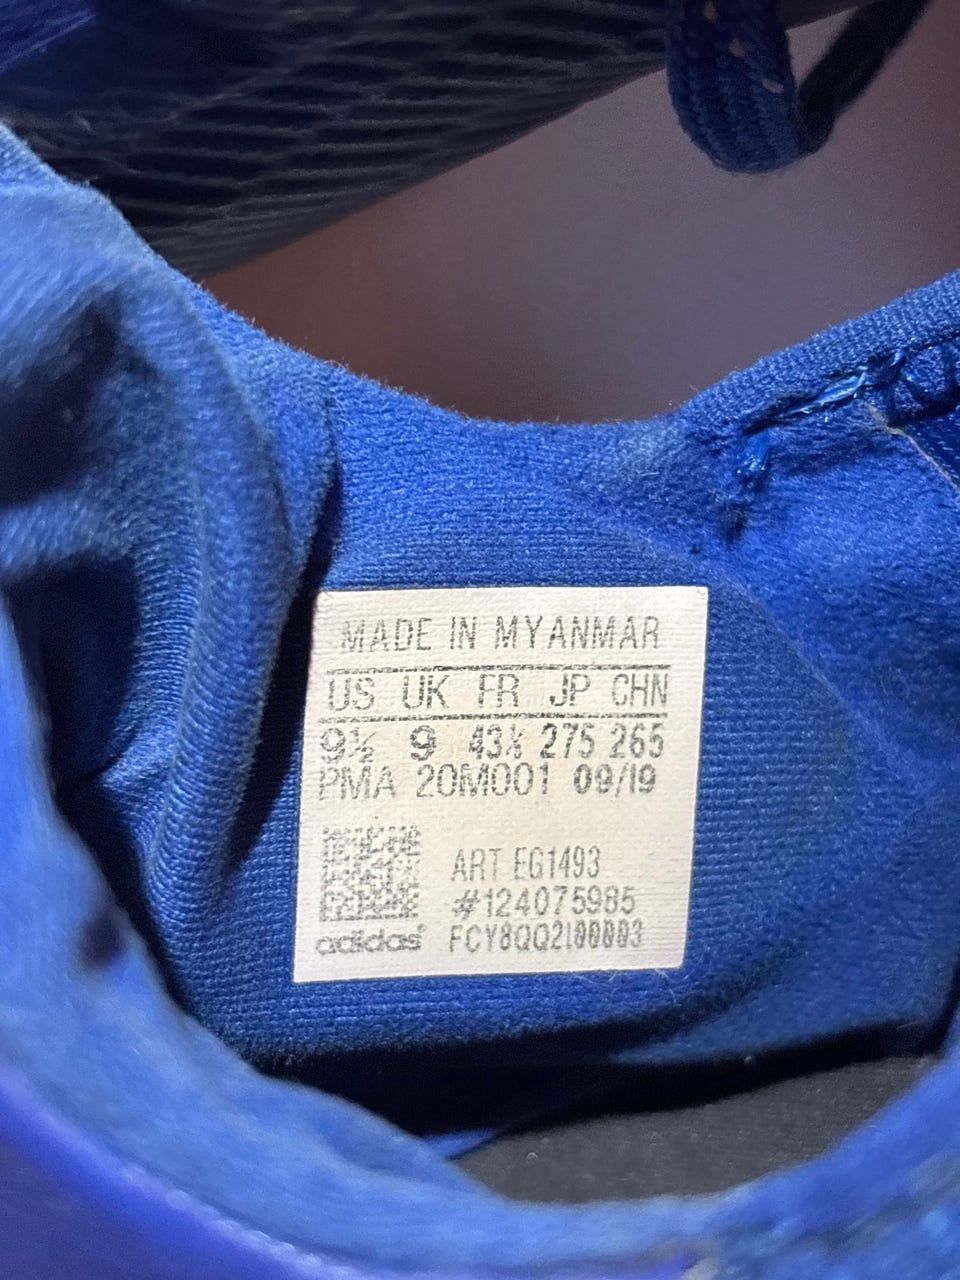 MADE IN MYANMAR
US UK FR JP CHN
9½ 9 43⅓ 275 265
PMA 20M001 09/19
ART EG1493
#124075985
adidas